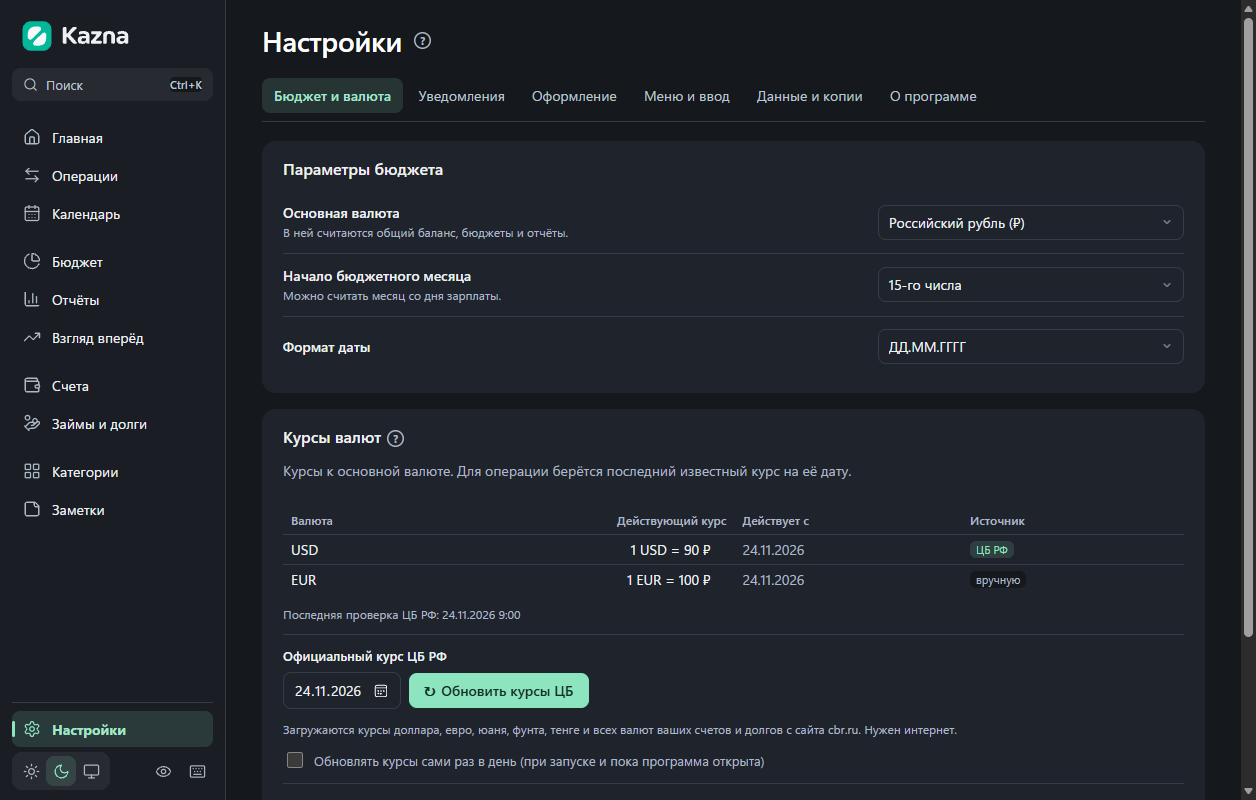 Kazna
Поиск Ctrl+K
Главная
Операции
Календарь
Бюджет
Отчёты
Взгляд вперёд
Счета
Займы и долги
Категории
Заметки
Настройки
Настройки ?
Бюджет и валюта Уведомления Оформление Меню и ввод Данные и копии О программе
Параметры бюджета
Основная валюта
В ней считаются общий баланс, бюджеты и отчёты.
Российский рубль (₽)
Начало бюджетного месяца
Можно считать месяц со дня зарплаты.
15-го числа
Формат даты
ДД.ММ.ГГГГ
Курсы валют ?
Курсы к основной валюте. Для операции берётся последний известный курс на её дату.
Валюта Действующий курс Действует с Источник
USD 1 USD = 90 ₽ 24.11.2026 ЦБ РФ
EUR 1 EUR = 100 ₽ 24.11.2026 вручную
Последняя проверка ЦБ РФ: 24.11.2026 9:00
Официальный курс ЦБ РФ
24.11.2026 ↻ Обновить курсы ЦБ
Загружаются курсы доллара, евро, юаня, фунта, тенге и всех валют ваших счетов и долгов с сайта cbr.ru. Нужен интернет.
Обновлять курсы сами раз в день (при запуске и пока программа открыта)